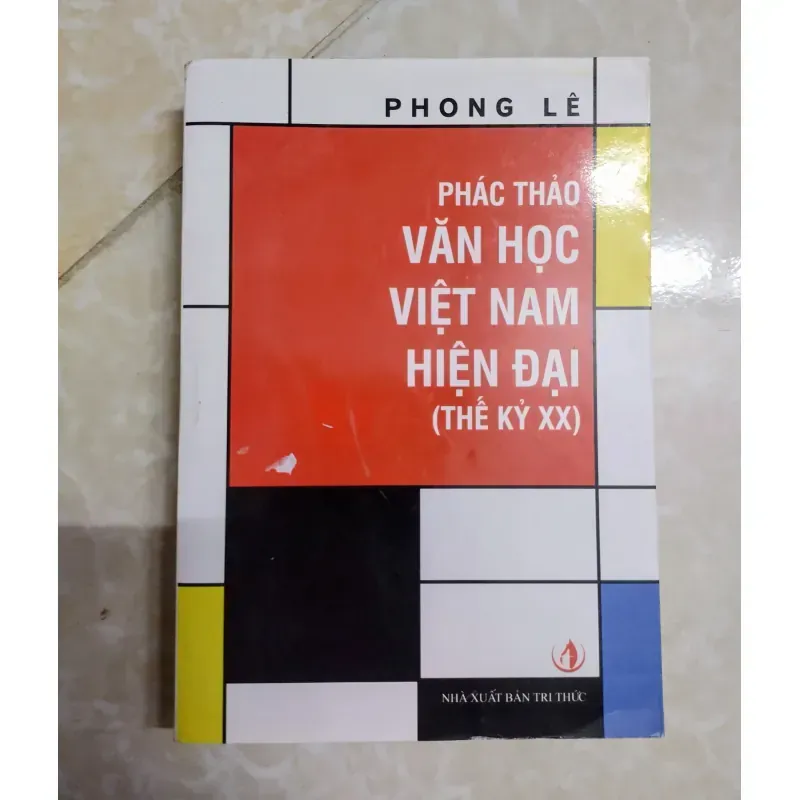 PHONG LÊ
PHÁC THẢO
VĂN HỌC
VIỆT NAM
HIỆN ĐẠI
(THẾ KỶ XX)
NHÀ XUẤT BẢN TRI THỨC